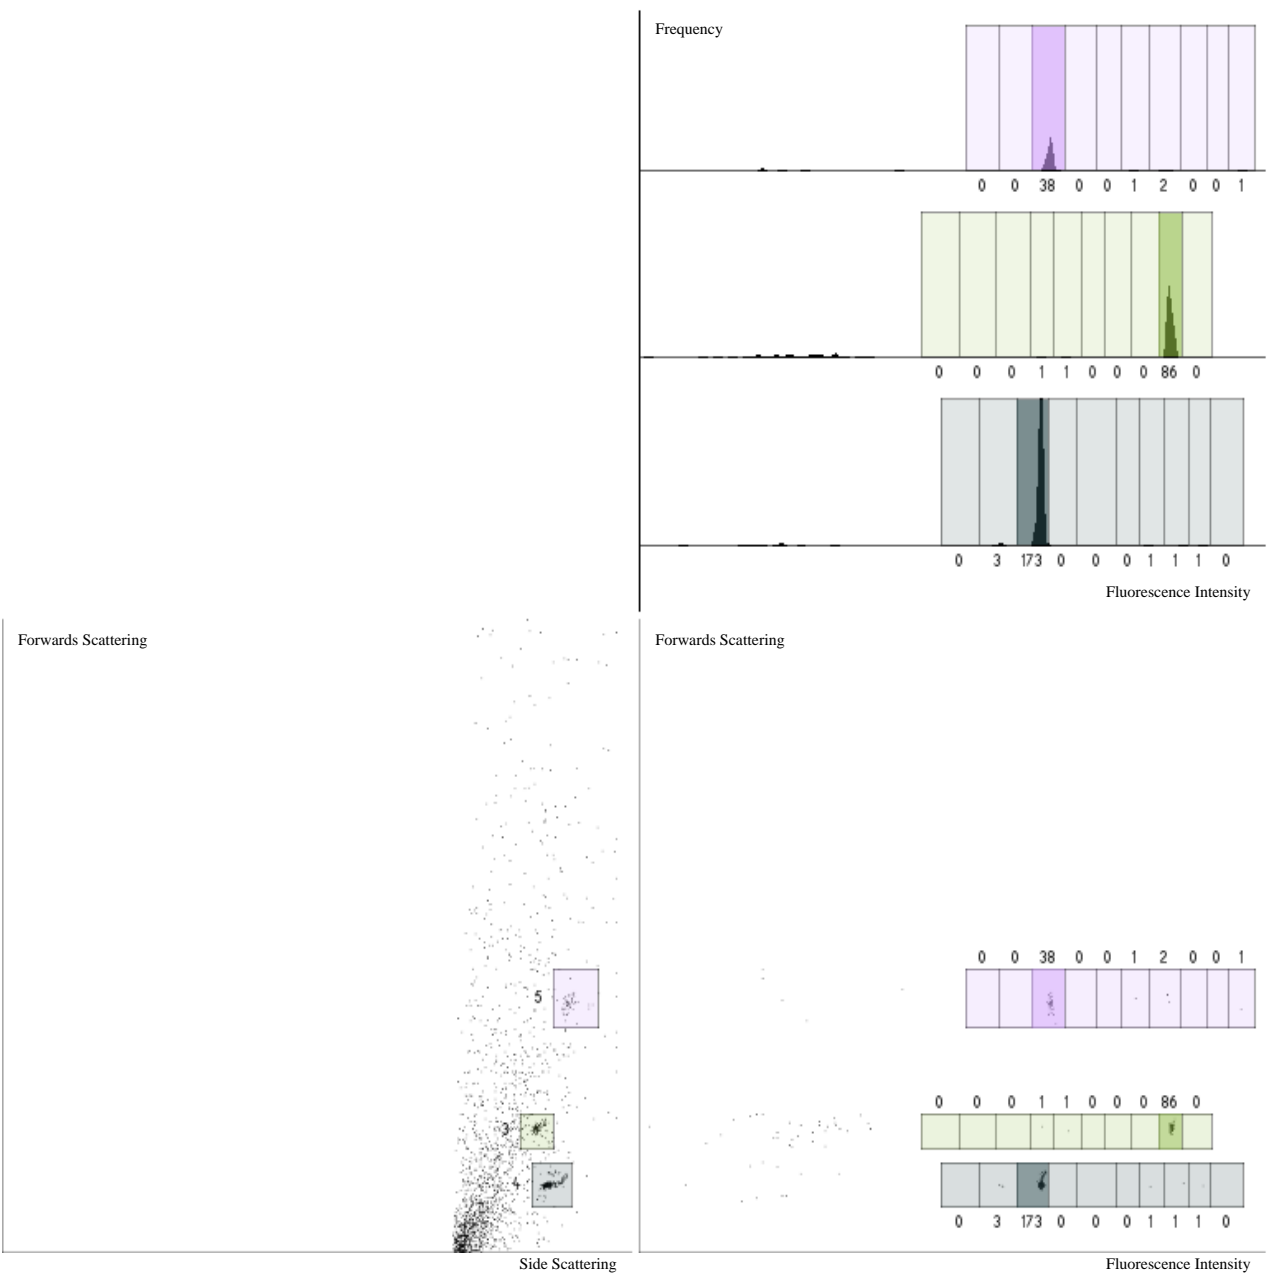 Frequency
0 0 38 0 0 1 2 0 0 1
0 0 0 1 1 0 0 0 86 0
0 3 173 0 0 0 1 1 1 0
Fluorescence Intensity
Forwards Scattering
5
3
4
Side Scattering
Forwards Scattering
0 0 38 0 0 1 2 0 0 1
0 0 0 1 1 0 0 0 86 0
0 3 173 0 0 0 1 1 1 0
Fluorescence Intensity